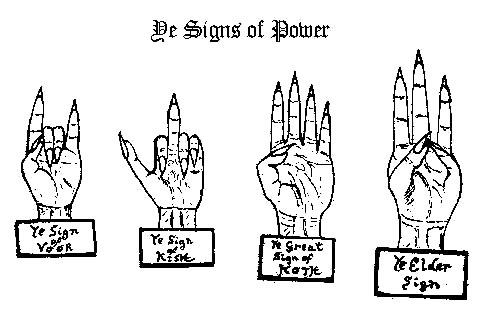 Ye Signs of Power
Ye Sign
of
Voor
Ye Sign
of
Kish
Ye Great
Sign of
Koth
Ye Elder
Sign